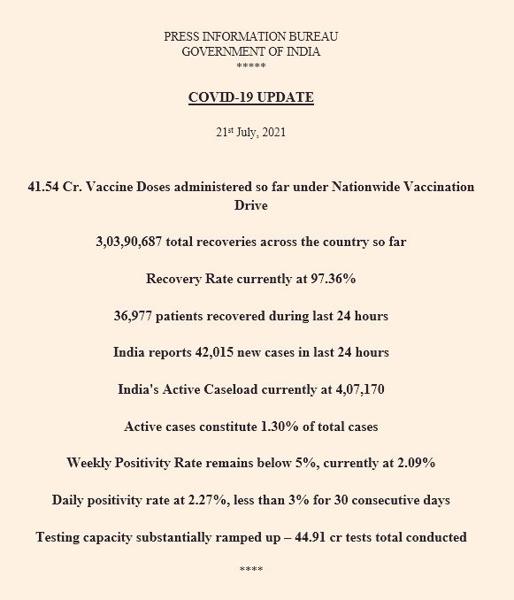 PRESS INFORMATION BUREAU
GOVERNMENT OF INDIA
*****
COVID-19 UPDATE
21st July, 2021
41.54 Cr. Vaccine Doses administered so far under Nationwide Vaccination
Drive
3,03,90,687 total recoveries across the country so far
Recovery Rate currently at 97.36%
36,977 patients recovered during last 24 hours
India reports 42,015 new cases in last 24 hours
India's Active Caseload currently at 4,07,170
Active cases constitute 1.30% of total cases
Weekly Positivity Rate remains below 5%, currently at 2.09%
Daily positivity rate at 2.27%, less than 3% for 30 consecutive days
Testing capacity substantially ramped up – 44.91 cr tests total conducted
****